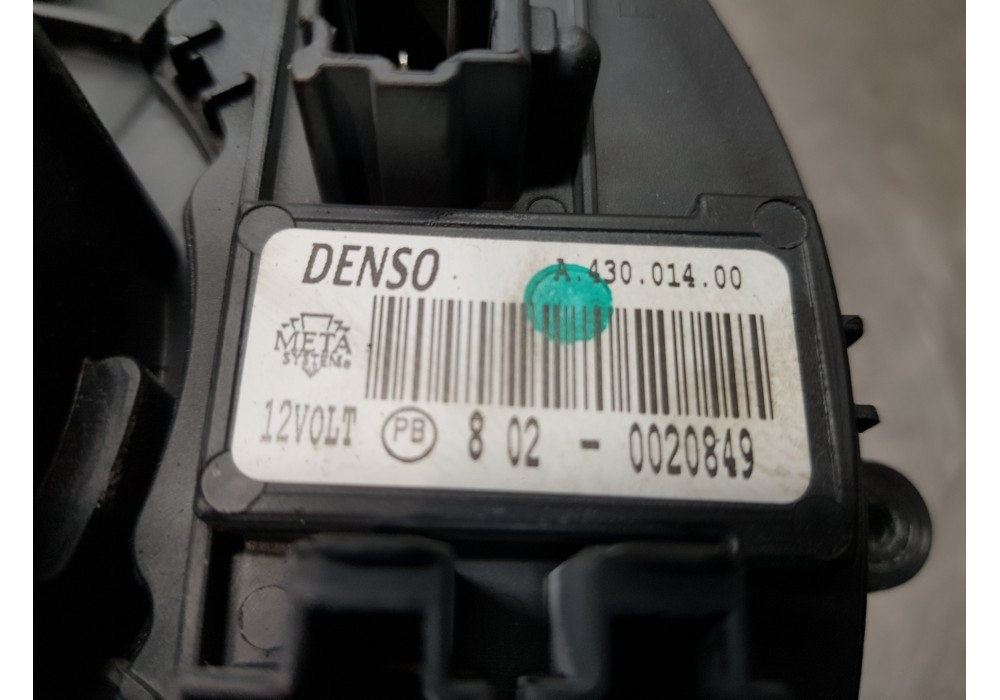 DENSO
A.430.014.00
META
SYSTEM®
12VOLT PB 8 02 - 0020849